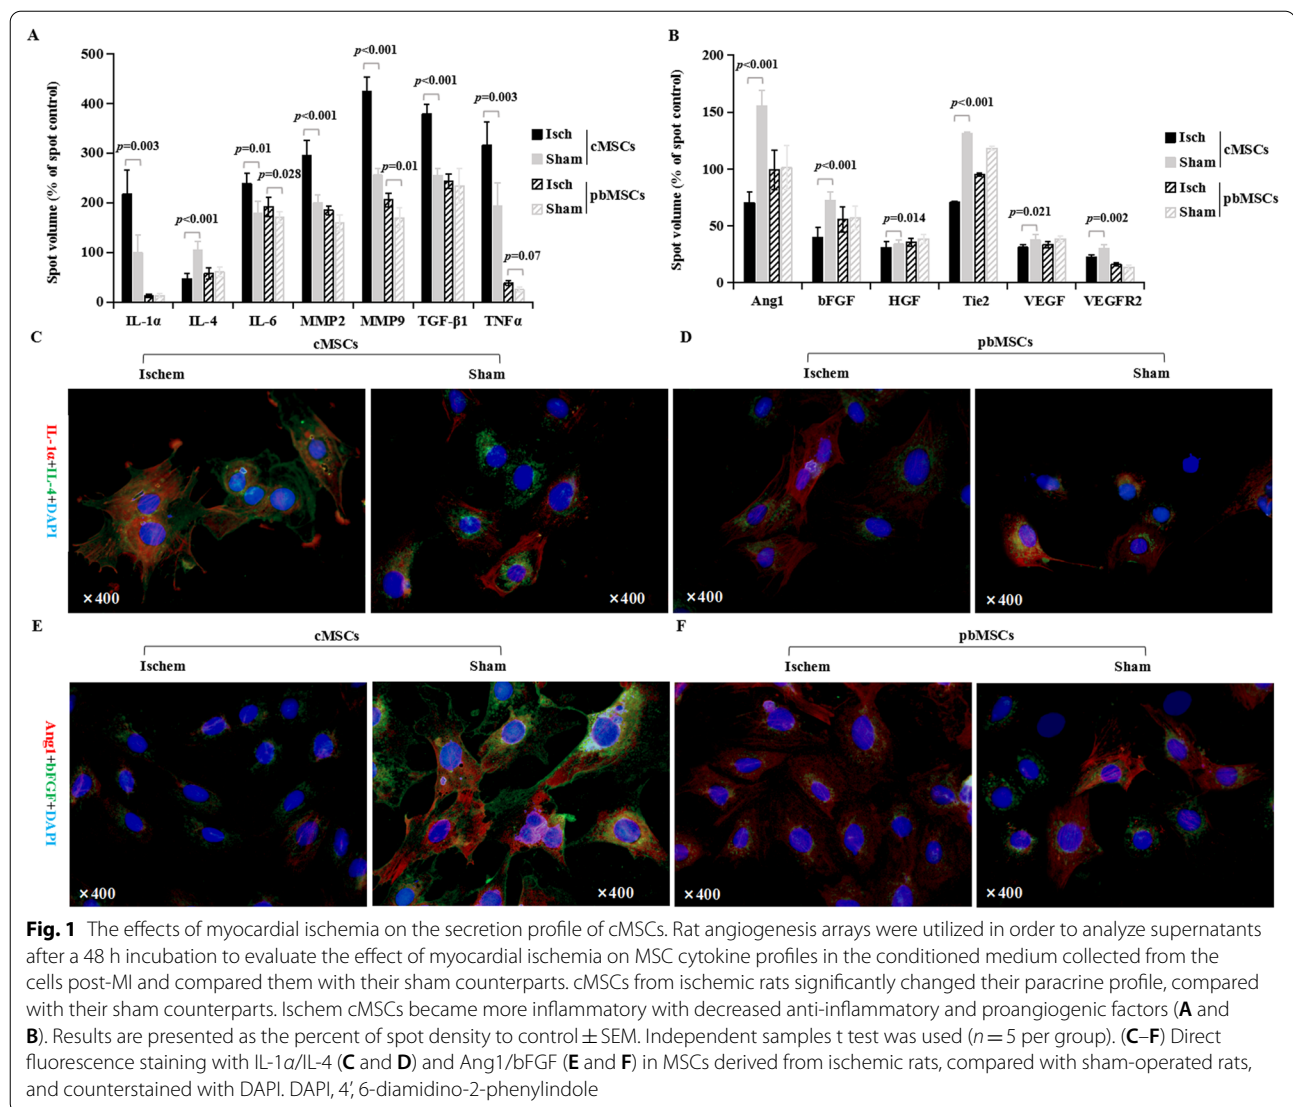 A
B
Spot volume (% of spot control)
500
400
300
200
100
0
p=0.003
p<0.001
p=0.01
p=0.028
p<0.001
p<0.001
p=0.01
p<0.001
p=0.003
p=0.07
IL-1α IL-4 IL-6 MMP2 MMP9 TGF-β1 TNFα
Isch
Sham
cMSCs
Isch
Sham
pbMSCs
Spot volume (% of spot control)
200
150
100
50
0
p<0.001
p<0.001
p=0.014
p<0.001
p=0.021
p=0.002
Ang1 bFGF HGF Tie2 VEGF VEGFR2
Isch
Sham
cMSCs
Isch
Sham
pbMSCs
C
cMSCs
Ischem Sham
D
pbMSCs
Ischem Sham
IL-1α+IL-4+DAPI
×400
×400
×400
×400
E
cMSCs
Ischem Sham
F
pbMSCs
Ischem Sham
AngI+bFGF+DAPI
×400
×400
×400
×400
Fig. 1 The effects of myocardial ischemia on the secretion profile of cMSCs. Rat angiogenesis arrays were utilized in order to analyze supernatants
after a 48 h incubation to evaluate the effect of myocardial ischemia on MSC cytokine profiles in the conditioned medium collected from the
cells post-MI and compared them with their sham counterparts. cMSCs from ischemic rats significantly changed their paracrine profile, compared
with their sham counterparts. Ischem cMSCs became more inflammatory with decreased anti-inflammatory and proangiogenic factors (A and
B). Results are presented as the percent of spot density to control ± SEM. Independent samples t test was used (n = 5 per group). (C–F) Direct
fluorescence staining with IL-1α/IL-4 (C and D) and Ang1/bFGF (E and F) in MSCs derived from ischemic rats, compared with sham-operated rats,
and counterstained with DAPI. DAPI, 4′, 6-diamidino-2-phenylindole